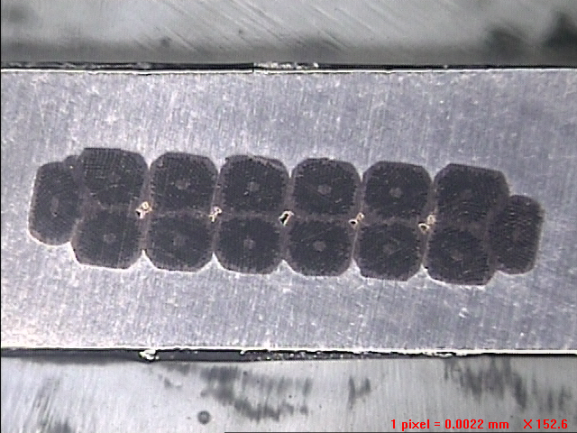 1 pixel = 0.0022 mm X 152.6